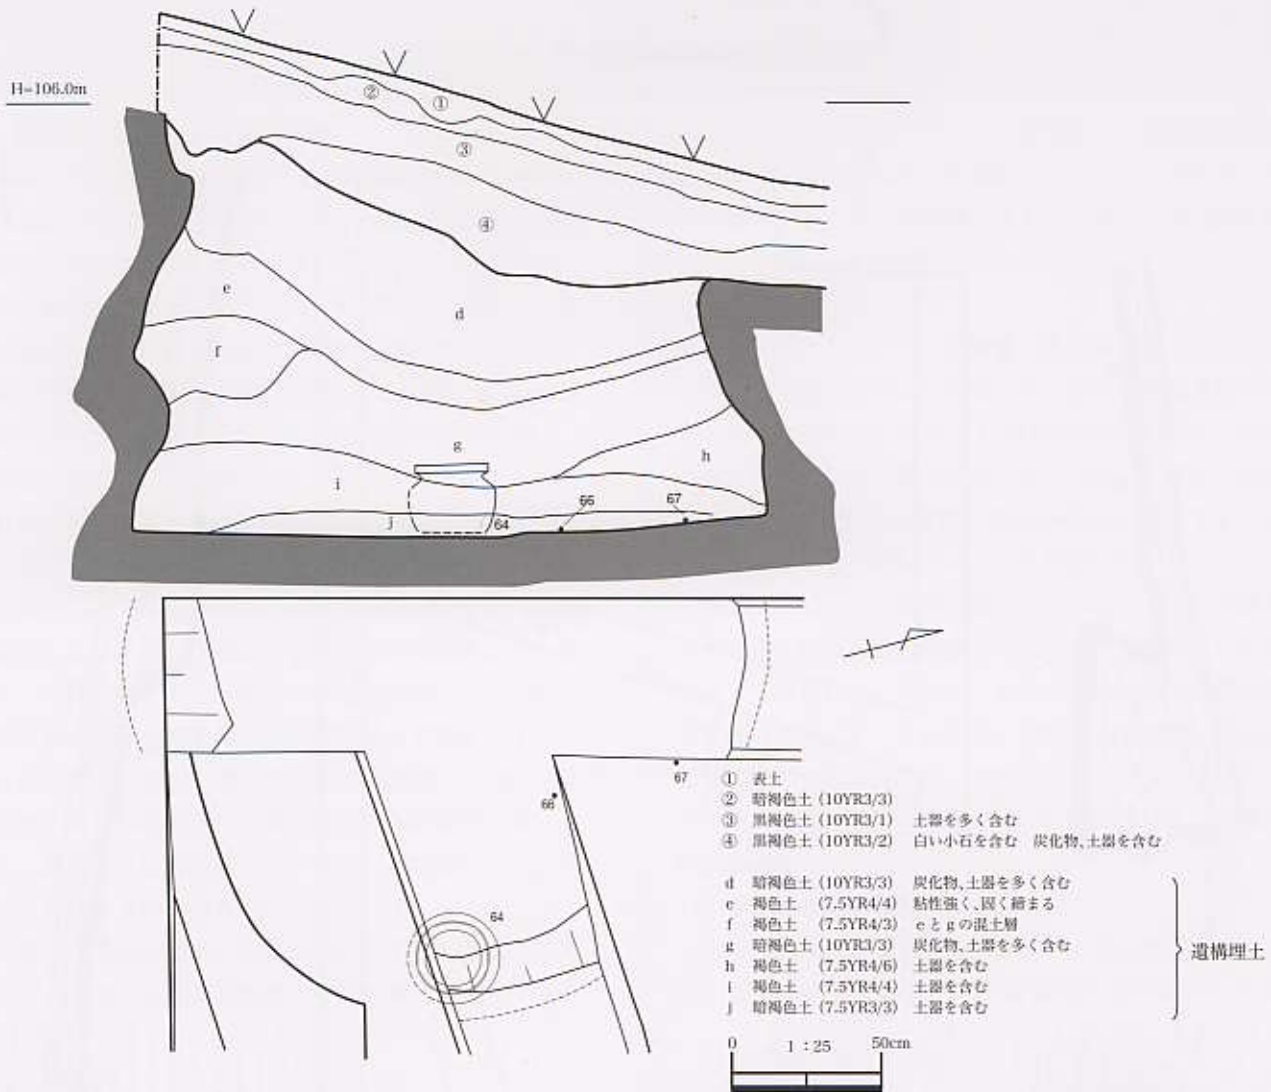 H=106.0m
①
②
③
④
e
d
f
g
h
i
j
64
66
67
67
66
64
① 表土
② 暗褐色土 (10YR3/3)
③ 黒褐色土 (10YR3/1) 土器を多く含む
④ 黒褐色土 (10YR3/2) 白い小石を含む 炭化物、土器を含む
d 暗褐色土 (10YR3/3) 炭化物、土器を多く含む
e 褐色土 (7.5YR4/4) 粘性強く、固く締まる
f 褐色土 (7.5YR4/3) eとgの混土層
g 暗褐色土 (10YR3/3) 炭化物、土器を多く含む
h 褐色土 (7.5YR4/6) 土器を含む
i 褐色土 (7.5YR4/4) 土器を含む
j 暗褐色土 (7.5YR3/3) 土器を含む
遺構埋土
0 1:25 50cm